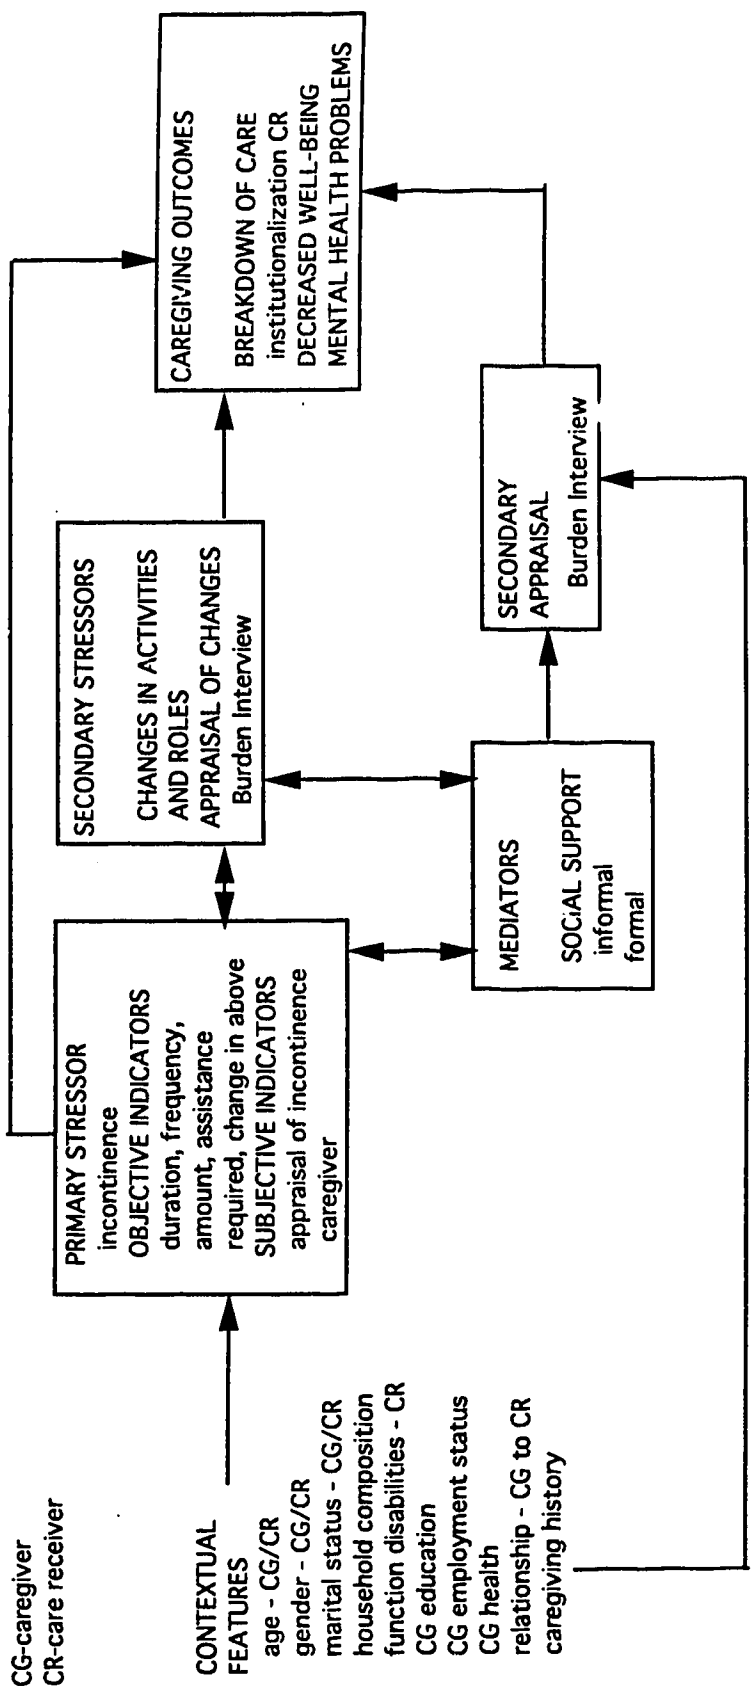 CG-caregiver
CR-care receiver
CONTEXTUAL
FEATURES
age - CG/CR
gender - CG/CR
marital status - CG/CR
household composition
function disabilities - CR
CG education
CG employment status
CG health
relationship - CG to CR
caregiving history
PRIMARY STRESSOR
incontinence
OBJECTIVE INDICATORS
duration, frequency,
amount, assistance
required, change in above
SUBJECTIVE INDICATORS
appraisal of incontinence
caregiver
SECONDARY STRESSORS
CHANGES IN ACTIVITIES
AND ROLES
APPRAISAL OF CHANGES
Burden Interview
CAREGIVING OUTCOMES
BREAKDOWN OF CARE
institutionalization CR
DECREASED WELL-BEING
MENTAL HEALTH PROBLEMS
MEDIATORS
SOCIAL SUPPORT
informal
formal
SECONDARY
APPRAISAL
Burden Interview